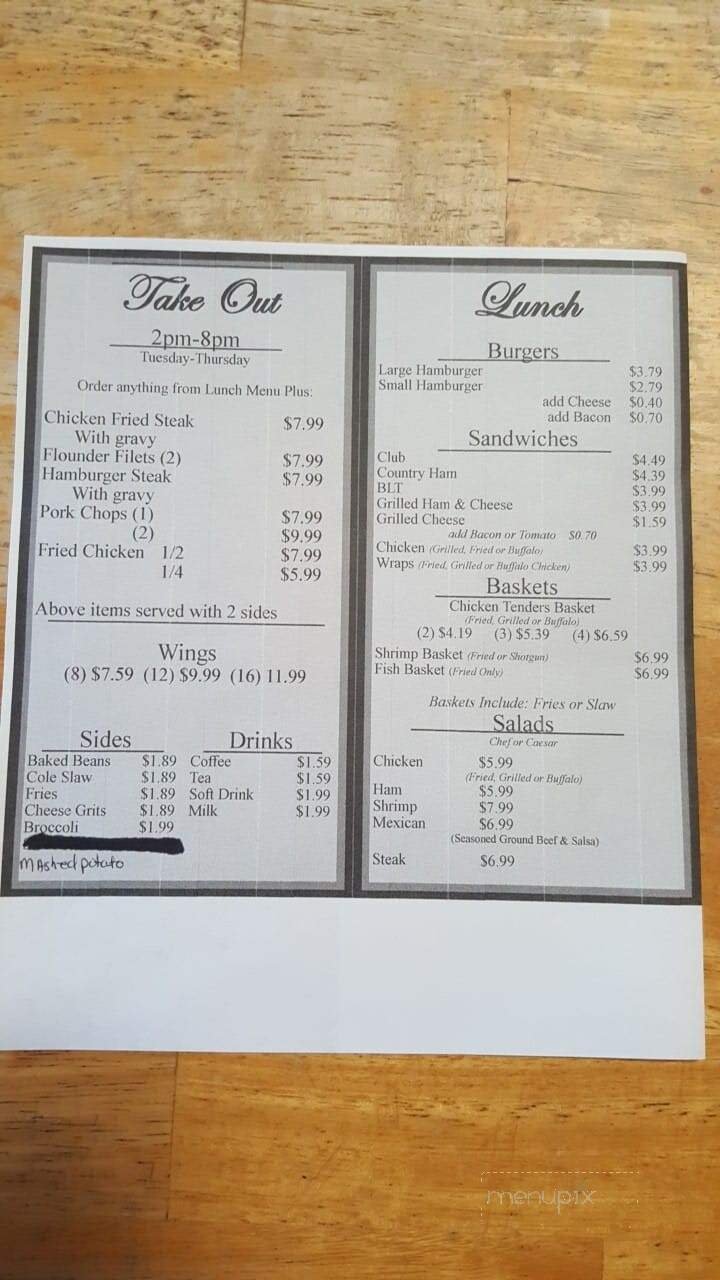 Take Out
2pm-8pm
Tuesday-Thursday
Order anything from Lunch Menu Plus:
Chicken Fried Steak $7.99
With gravy
Flounder Filets (2) $7.99
Hamburger Steak $7.99
With gravy
Pork Chops (1) $7.99
(2) $9.99
Fried Chicken 1/2 $7.99
1/4 $5.99
Above items served with 2 sides
Wings
(8) $7.59 (12) $9.99 (16) 11.99
Sides
Baked Beans $1.89
Cole Slaw $1.89
Fries $1.89
Cheese Grits $1.89
Broccoli $1.99
MAshed potato
Drinks
Coffee $1.59
Tea $1.59
Soft Drink $1.99
Milk $1.99
Lunch
Burgers
Large Hamburger $3.79
Small Hamburger $2.79
add Cheese $0.40
add Bacon $0.70
Sandwiches
Club $4.49
Country Ham $4.39
BLT $3.99
Grilled Ham & Cheese $3.99
Grilled Cheese $1.59
add Bacon or Tomato $0.70
Chicken (Grilled, Fried or Buffalo) $3.99
Wraps (Fried, Grilled or Buffalo Chicken) $3.99
Baskets
Chicken Tenders Basket
(Fried, Grilled or Buffalo)
(2) $4.19 (3) $5.39 (4) $6.59
Shrimp Basket (Fried or Shotgun) $6.99
Fish Basket (Fried Only) $6.99
Baskets Include: Fries or Slaw
Salads
Chef or Caesar
Chicken $5.99
(Fried, Grilled or Buffalo)
Ham $5.99
Shrimp $7.99
Mexican $6.99
(Seasoned Ground Beef & Salsa)
Steak $6.99
menupix